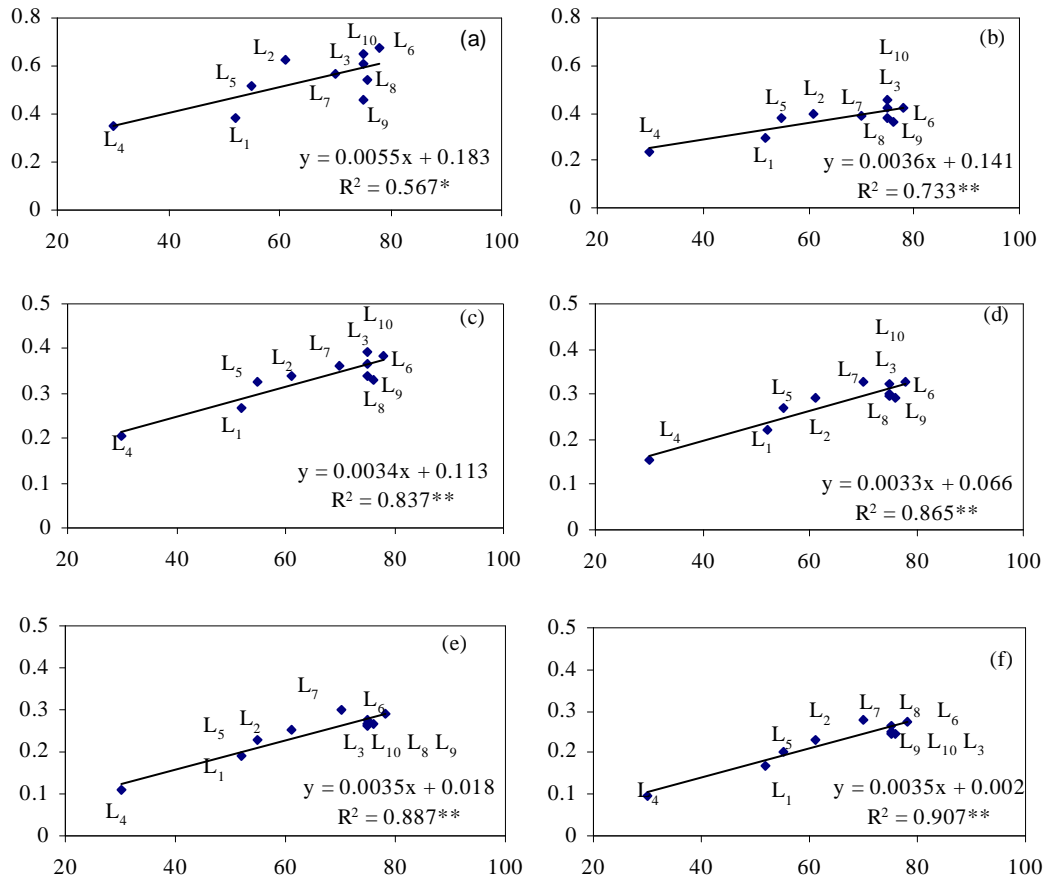 0.8
(a)
L₁₀
L₆
L₂
L₃
0.6
L₅
L₈
L₇
0.4
L₉
L₄
L₁
y = 0.0055x + 0.183
0.2
R² = 0.567*
0
20 40 60 80 100
0.8
(b)
L₁₀
0.6
L₃
L₂
L₅
L₇
0.4
L₆
L₄
L₈ L₉
L₁
y = 0.0036x + 0.141
0.2
R² = 0.733**
0
20 40 60 80 100
0.5
(c)
L₁₀
L₃
0.4
L₇
L₂
L₅
L₆
L₉
0.3
L₈
L₁
L₄
0.2
y = 0.0034x + 0.113
0.1
R² = 0.837**
0
20 40 60 80 100
0.5
(d)
L₁₀
0.4
L₃
L₇
L₅
L₆
0.3
L₈ L₉
L₄
L₂
L₁
0.2
y = 0.0033x + 0.066
0.1
R² = 0.865**
0
20 40 60 80 100
0.5
(e)
0.4
L₇
L₆
0.3
L₅ L₂
L₃ L₁₀ L₈ L₉
0.2
L₁
y = 0.0035x + 0.018
0.1
L₄
R² = 0.887**
0
20 40 60 80 100
0.5
(f)
0.4
L₂ L₇ L₈ L₆
0.3
L₅
L₉ L₁₀ L₃
0.2
L₄
L₁
y = 0.0035x + 0.002
0.1
R² = 0.907**
0
20 40 60 80 100